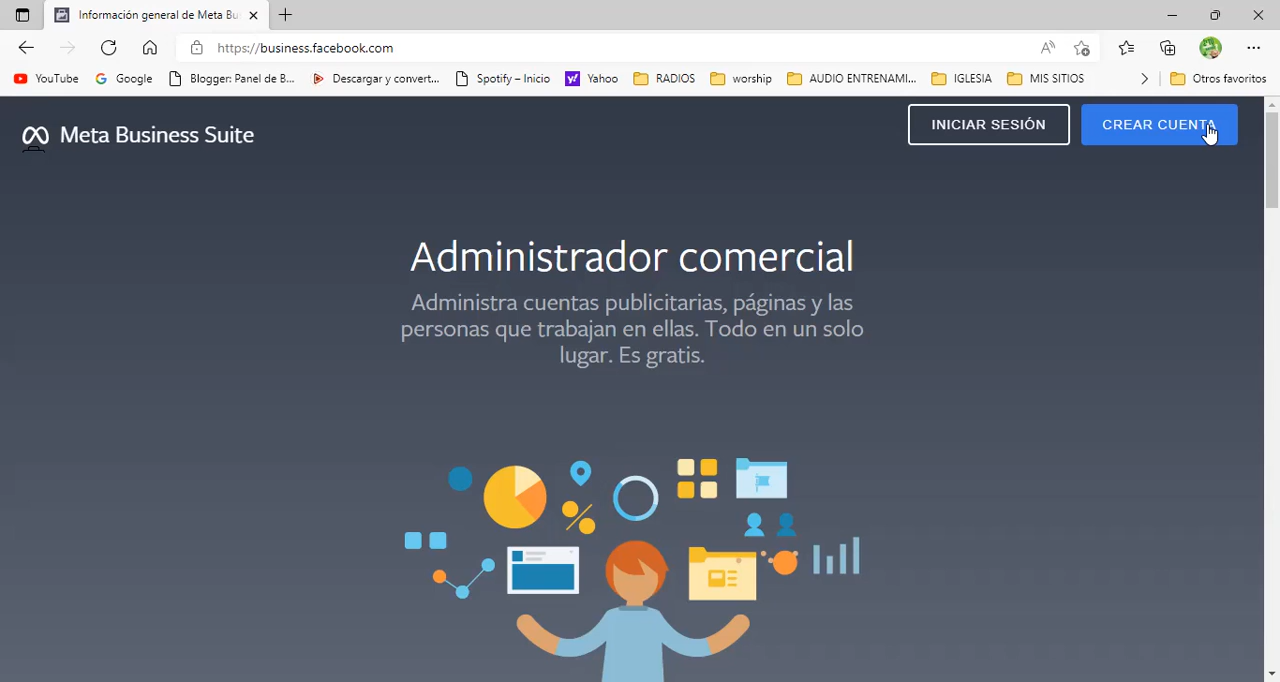 Información general de Meta Bu
https://business.facebook.com
YouTube
Google
Blogger: Panel de B...
Descargar y convert...
Spotify – Inicio
Yahoo
RADIOS
worship
AUDIO ENTRENAMI...
IGLESIA
MIS SITIOS
Otros favoritos
Meta Business Suite
INICIAR SESIÓN
CREAR CUENTA
Administrador comercial
Administra cuentas publicitarias, páginas y las
personas que trabajan en ellas. Todo en un solo
lugar. Es gratis.